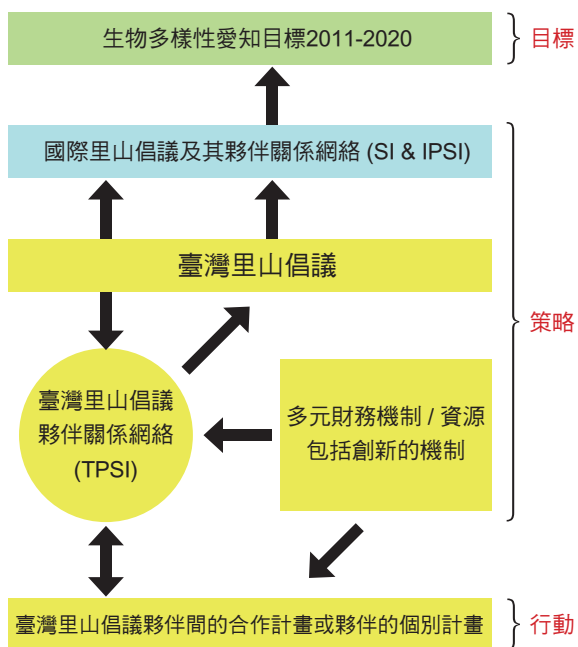 生物多樣性愛知目標2011-2020
目標
國際里山倡議及其夥伴關係網絡 (SI & IPSI)
臺灣里山倡議
策略
臺灣里山倡議
夥伴關係網絡
(TPSI)
多元財務機制 / 資源
包括創新的機制
臺灣里山倡議夥伴間的合作計畫或夥伴的個別計畫
行動